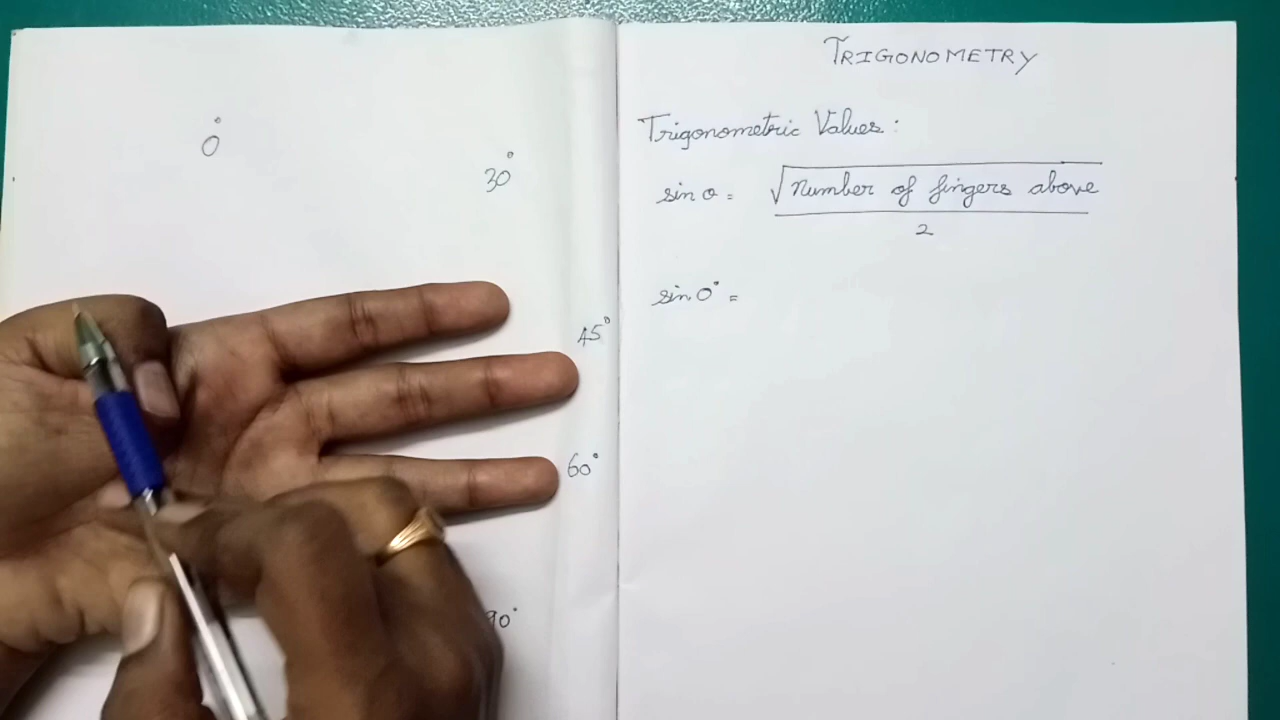 TRIGONOMETRY
Trigonometric Values:
sin θ = √Number of fingers above
2
sin 0° =
0°
30°
45°
60°
90°